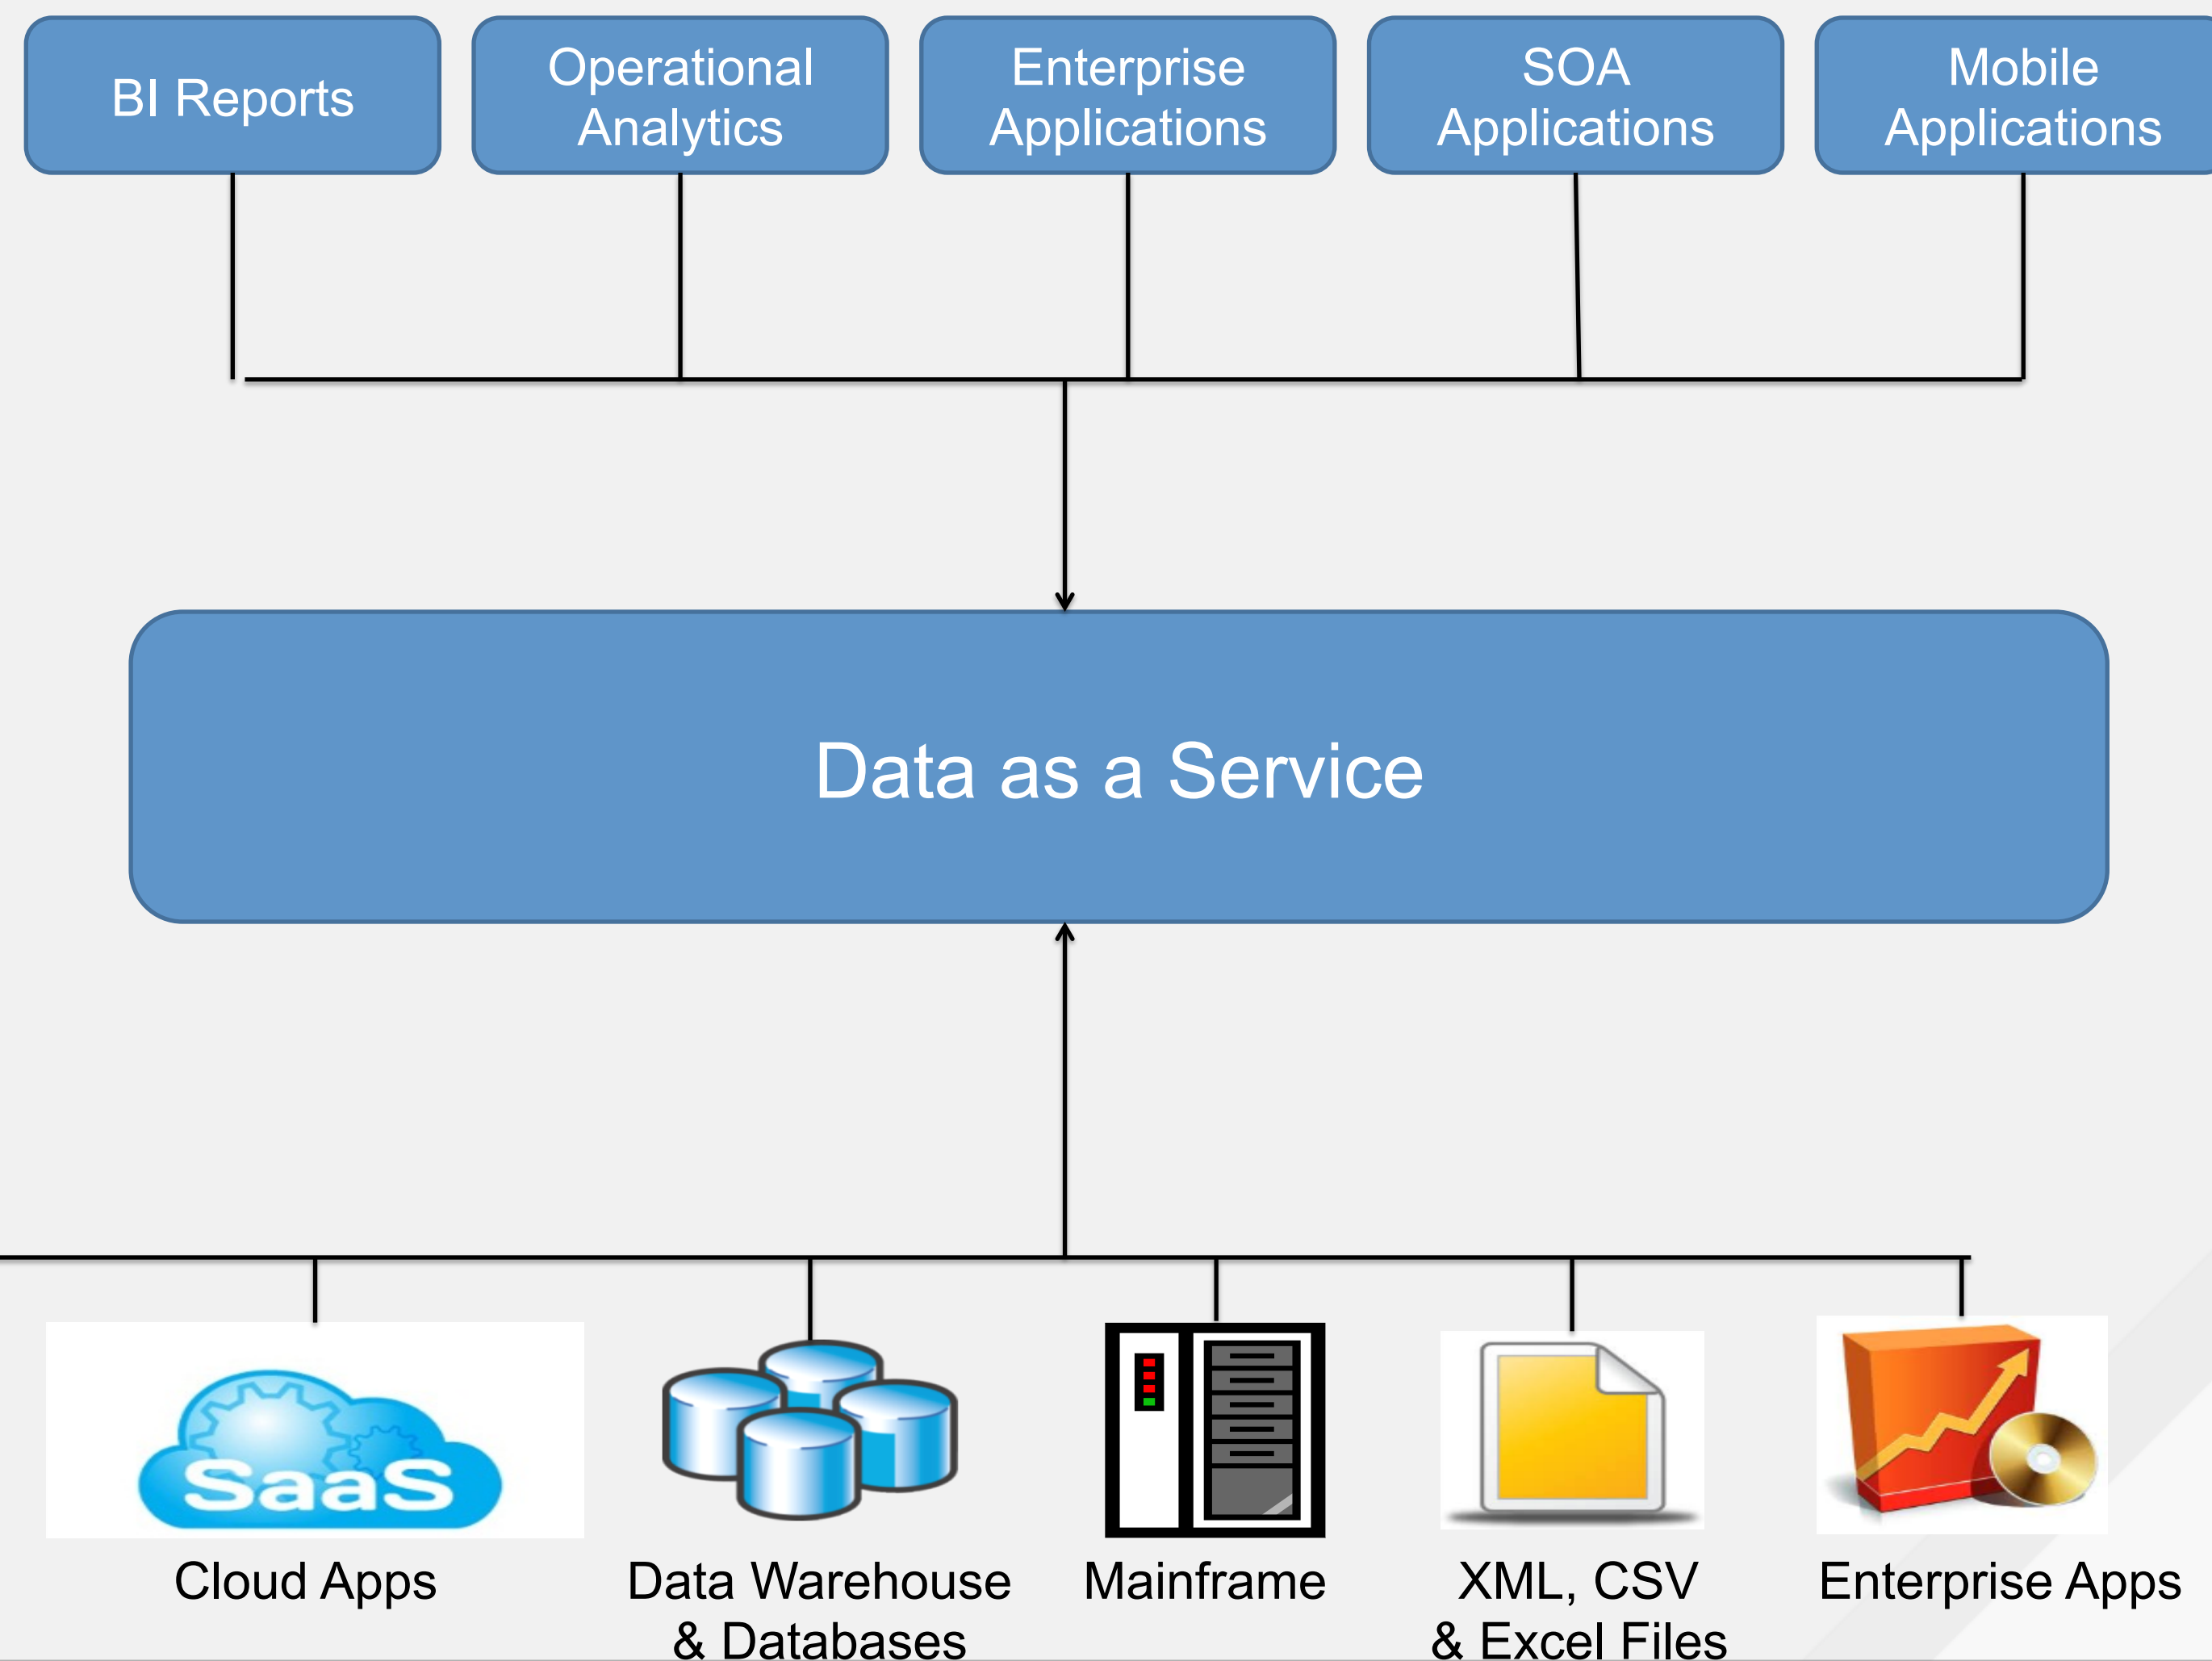 BI Reports
Operational
Analytics
Enterprise
Applications
SOA
Applications
Mobile
Applications
Data as a Service
SaaS
Cloud Apps
Data Warehouse
& Databases
Mainframe
XML, CSV
& Excel Files
Enterprise Apps